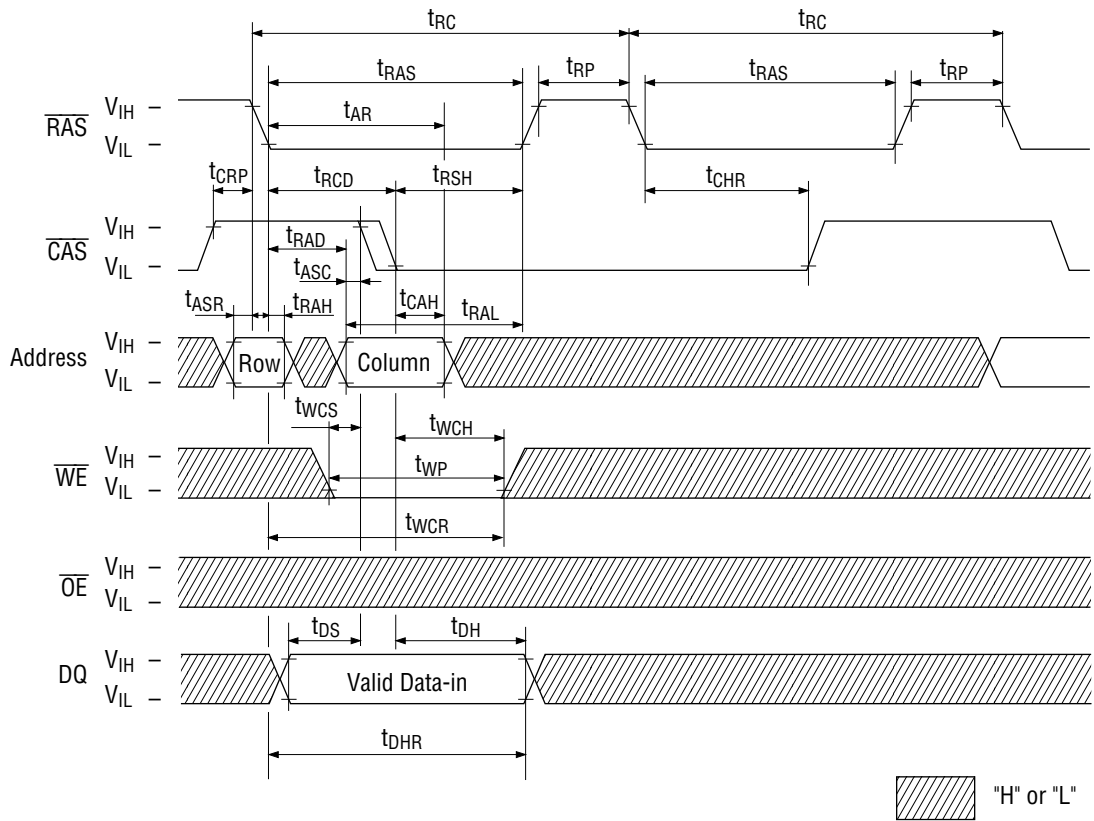 tRC tRC
tRAS tRP tRAS tRP
RAS VIH – tAR
VIL –
tCRP tRCD tRSH tCHR
CAS VIH –
VIL – tRAD
tASC
tASR tRAH tCAH tRAL
Address VIH – Row Column
VIL –
tWCS tWCH
WE VIH – tWP
VIL –
tWCR
OE VIH –
VIL –
tDS tDH
DQ VIH – Valid Data-in
VIL –
tDHR
"H" or "L"